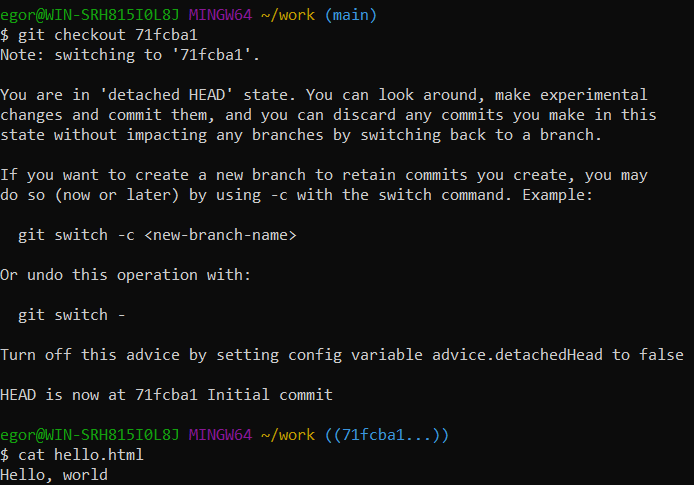 egor@WIN-SRH815I0L8J MINGW64 ~/work (main)
$ git checkout 71fcba1
Note: switching to '71fcba1'.
You are in 'detached HEAD' state. You can look around, make experimental
changes and commit them, and you can discard any commits you make in this
state without impacting any branches by switching back to a branch.
If you want to create a new branch to retain commits you create, you may
do so (now or later) by using -c with the switch command. Example:
git switch -c <new-branch-name>
Or undo this operation with:
git switch -
Turn off this advice by setting config variable advice.detachedHead to false
HEAD is now at 71fcba1 Initial commit
egor@WIN-SRH815I0L8J MINGW64 ~/work ((71fcba1...))
$ cat hello.html
Hello, world